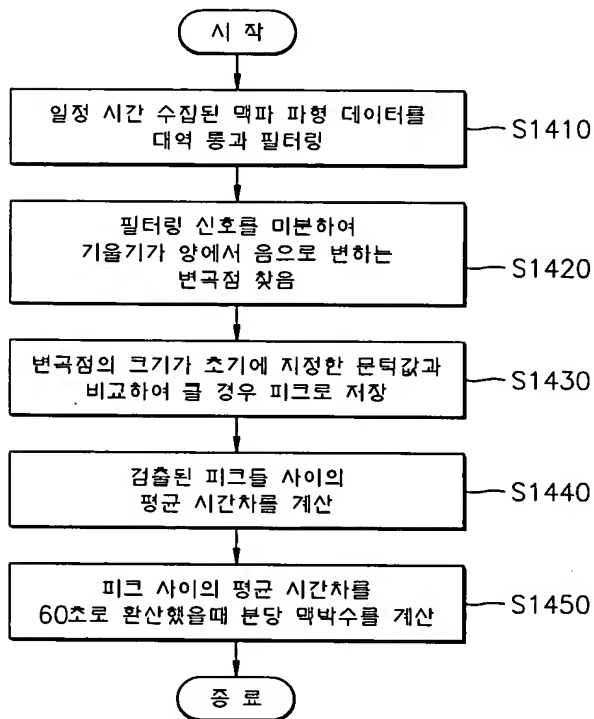 시 작
일정 시간 수집된 맥파 파형 데이터를
대역 통과 필터링
S1410
필터링 신호를 미분하여
기울기가 양에서 음으로 변하는
변곡점 찾음
S1420
변곡점의 크기가 초기에 지정한 문턱값과
비교하여 클 경우 피크로 저장
S1430
검출된 피크들 사이의
평균 시간차를 계산
S1440
피크 사이의 평균 시간차를
60초로 환산했을때 분당 맥박수를 계산
S1450
종 료